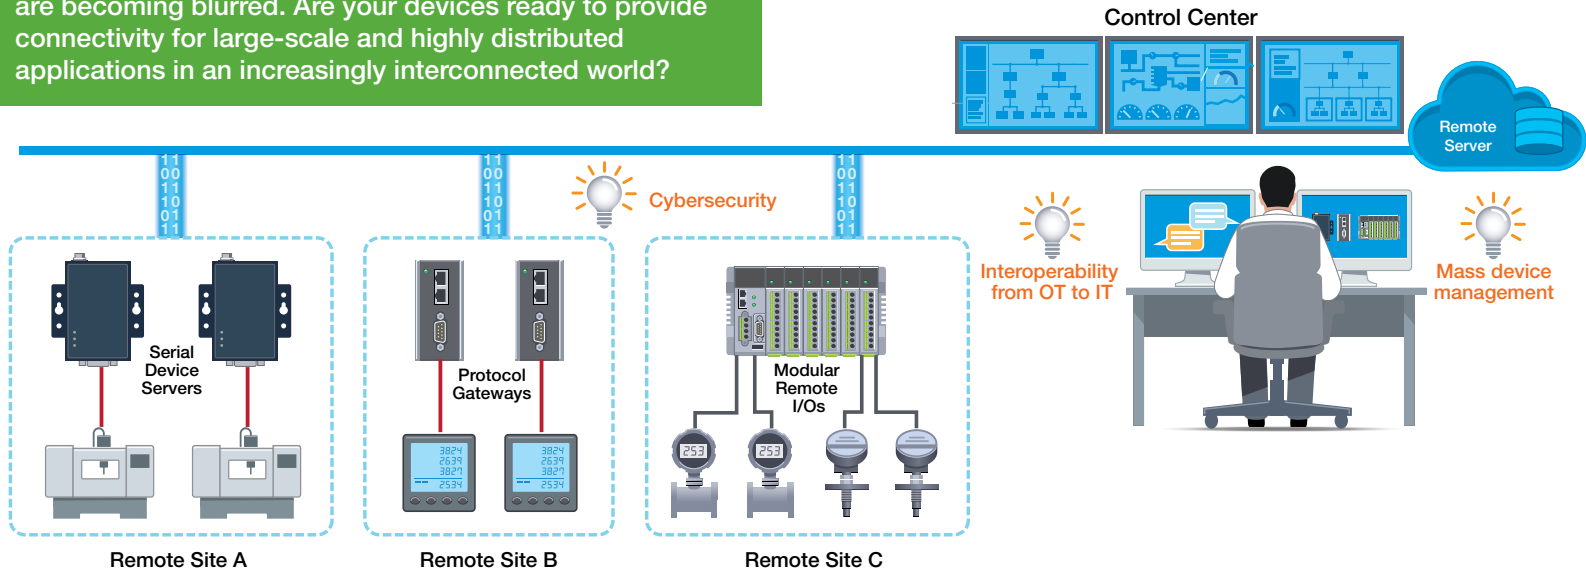 are becoming blurred. Are your devices ready to provide
connectivity for large-scale and highly distributed
applications in an increasingly interconnected world?
Control Center
Remote
Server
11
00
11
10
01
11
11
00
11
10
01
11
11
00
11
10
01
11
Cybersecurity
Interoperability
from OT to IT
Mass device
management
Serial
Device
Servers
Protocol
Gateways
Modular
Remote
I/Os
3824
2639
3827
2534
3824
2639
3827
2534
253
253
Remote Site A
Remote Site B
Remote Site C